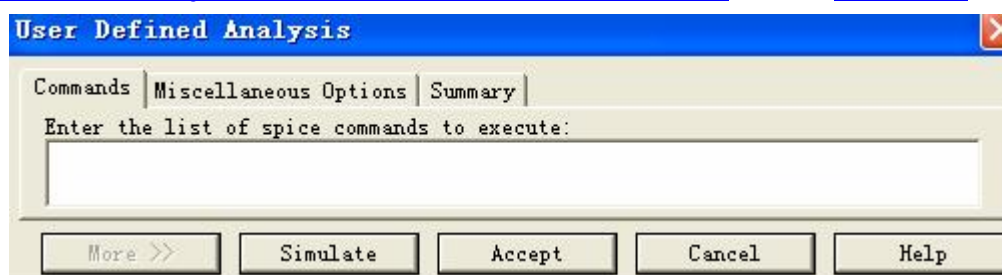 User Defined Analysis
Commands Miscellaneous Options Summary
Enter the list of spice commands to execute:
More >> Simulate Accept Cancel Help